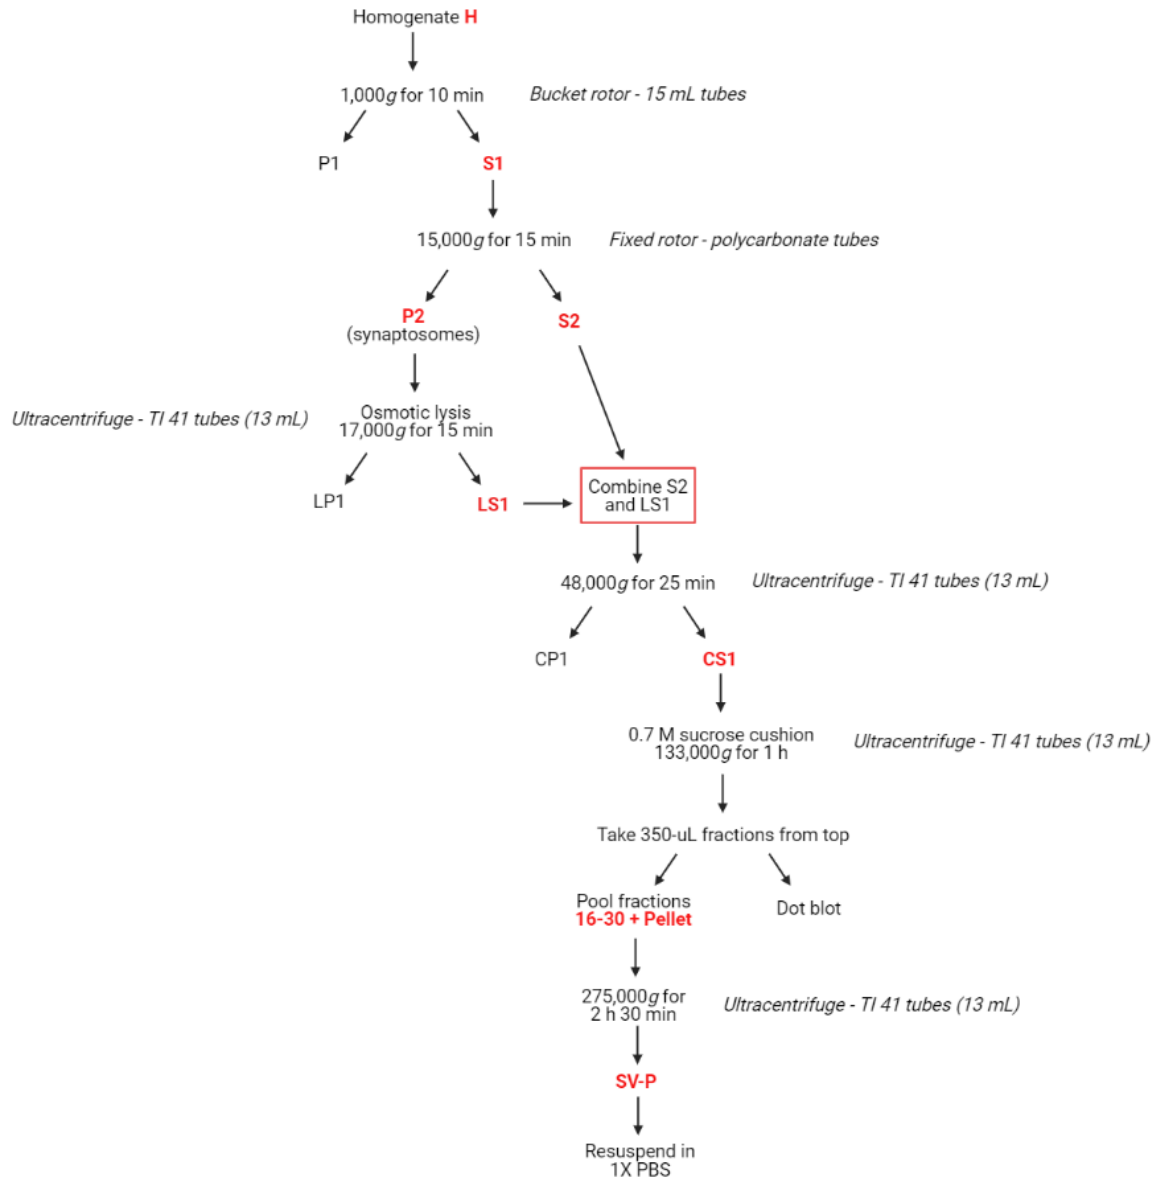 Homogenate H
1,000g for 10 min
Bucket rotor - 15 mL tubes
P1
S1
15,000g for 15 min
Fixed rotor - polycarbonate tubes
P2
(synaptosomes)
S2
Ultracentrifuge - TI 41 tubes (13 mL)
Osmotic lysis
17,000g for 15 min
LP1
LS1
Combine S2
and LS1
48,000g for 25 min
Ultracentrifuge - TI 41 tubes (13 mL)
CP1
CS1
0.7 M sucrose cushion
133,000g for 1 h
Ultracentrifuge - TI 41 tubes (13 mL)
Take 350-uL fractions from top
Pool fractions
16-30 + Pellet
Dot blot
275,000g for
2 h 30 min
Ultracentrifuge - TI 41 tubes (13 mL)
SV-P
Resuspend in
1X PBS